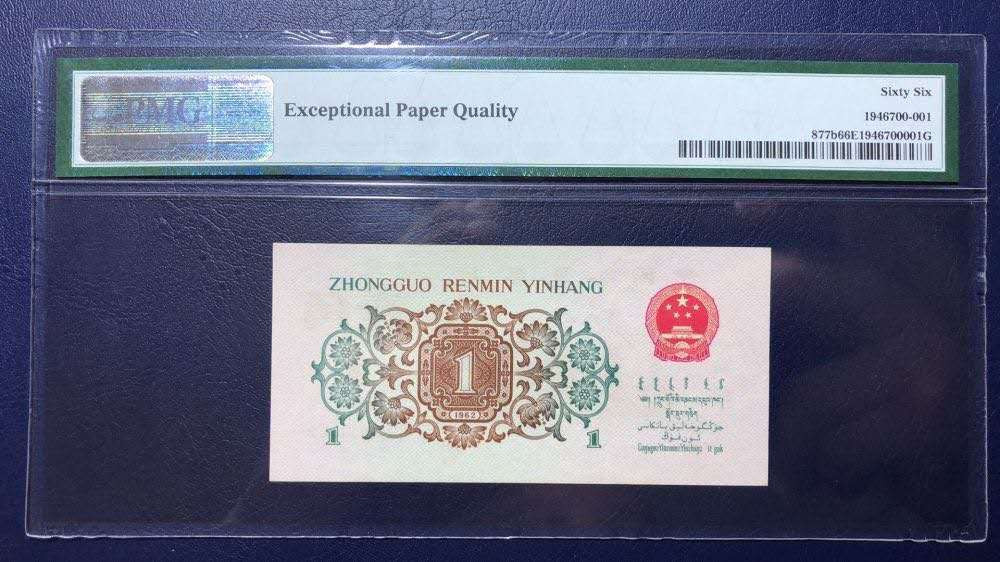 PMG
Exceptional Paper Quality
Sixty Six
1946700-001
877b66E1946700001G
ZHONGGUO RENMIN YINHANG
1
1962
1
1